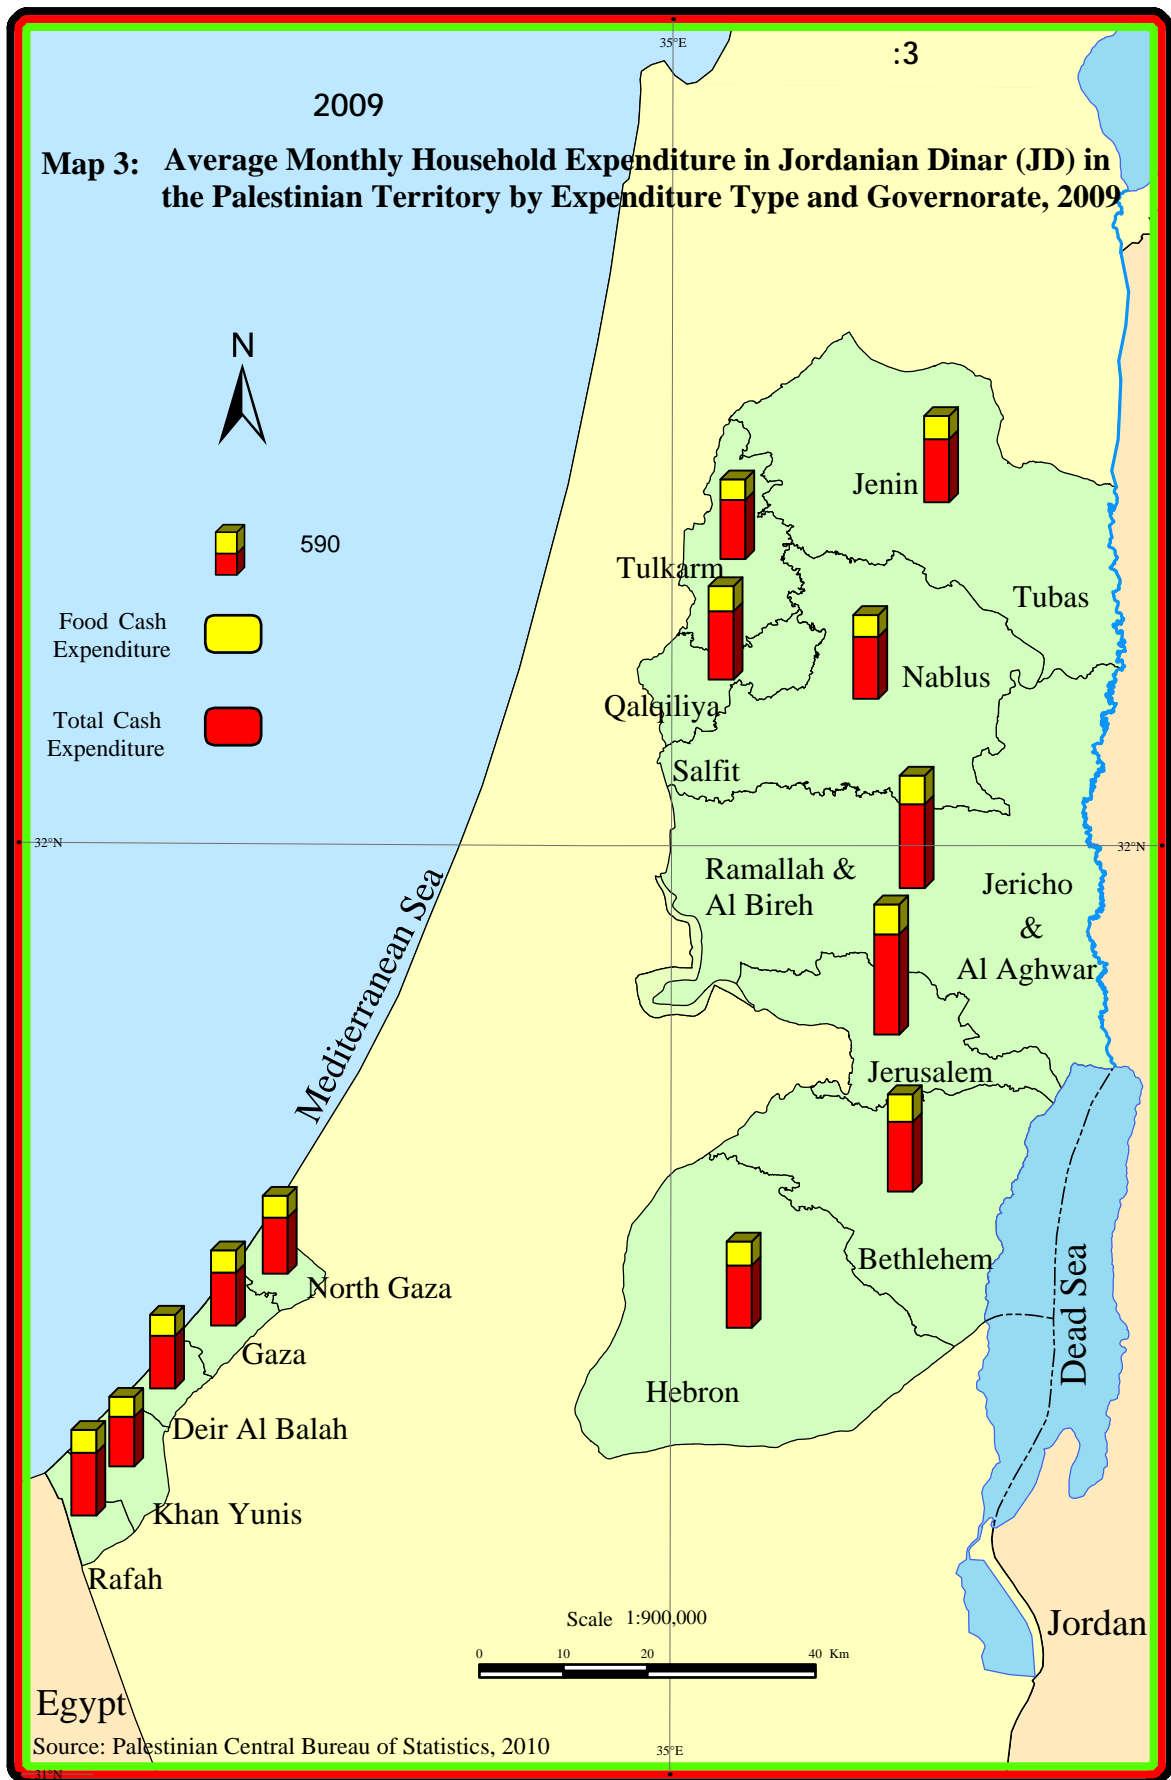 35°E
:3
2009
Map 3: Average Monthly Household Expenditure in Jordanian Dinar (JD) in
the Palestinian Territory by Expenditure Type and Governorate, 2009
N
590
Food Cash
Expenditure
Total Cash
Expenditure
Jenin
Tulkarm
Tubas
Nablus
Qalqiliya
Salfit
32°N
32°N
Ramallah &
Al Bireh
Jericho
&
Al Aghwar
Mediterranean Sea
Jerusalem
Bethlehem
Dead Sea
North Gaza
Gaza
Hebron
Deir Al Balah
Khan Yunis
Rafah
Scale 1:900,000
0 10 20 40 Km
Jordan
Egypt
Source: Palestinian Central Bureau of Statistics, 2010
35°E
31°N